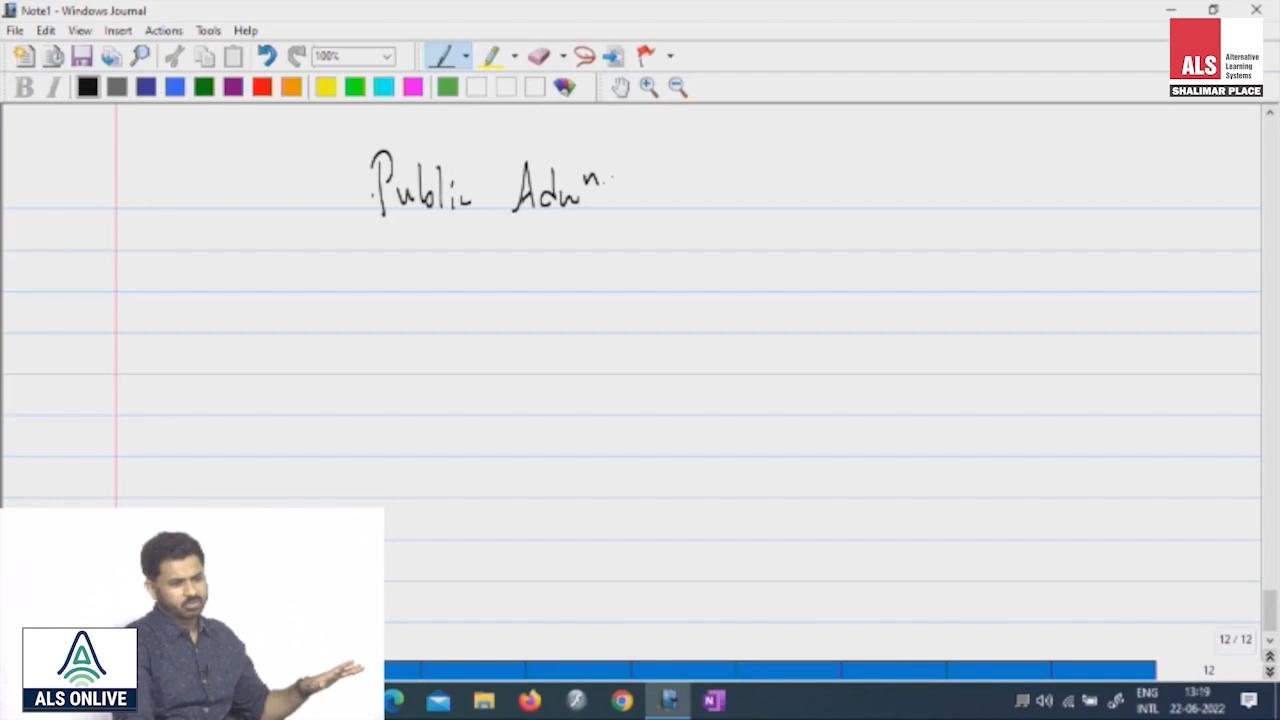 Note1 - Windows Journal
File Edit View Insert Actions Tools Help
100%
B I
ALS Alternative Learning Systems
SHALIMAR PLACE
Public Admn.
12 / 12
12
ALS ONLIVE
ENG 13:19
INTL 22-06-2022